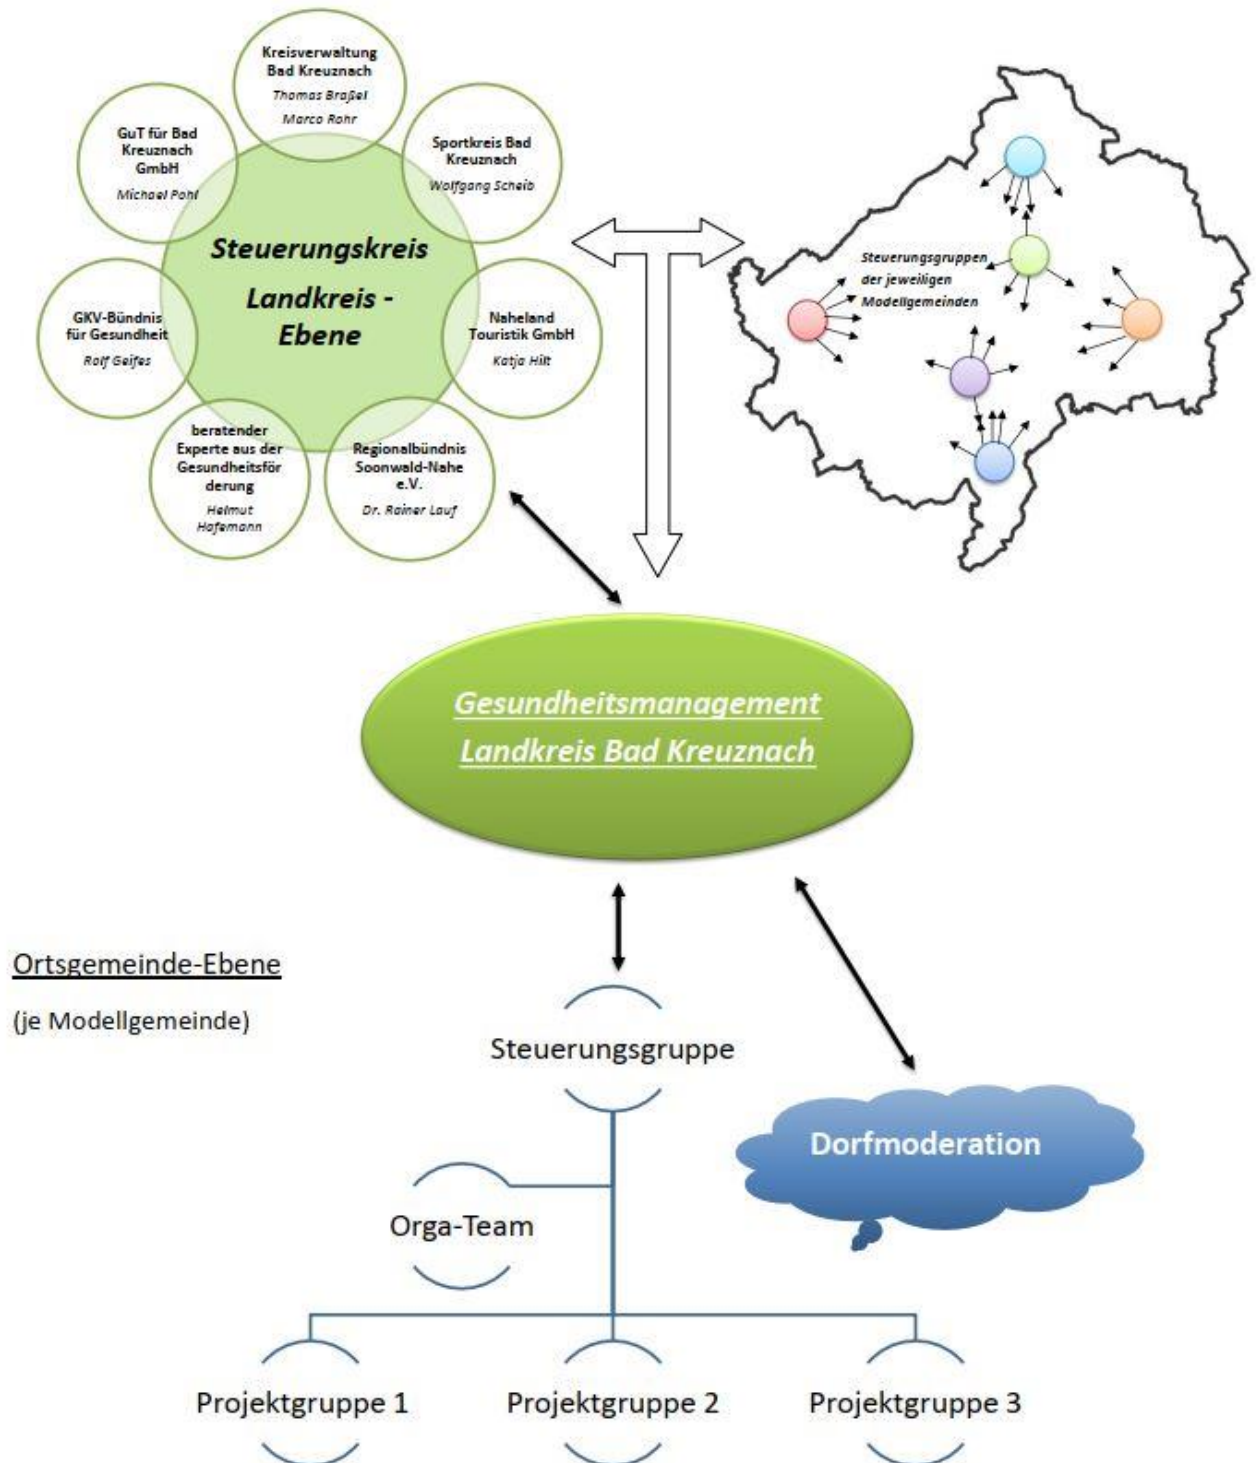 Kreisverwaltung
Bad Kreuznach
Thomas Braßel
Marco Rohr
GuT für Bad
Kreuznach
GmbH
Michael Pohl
Sportkreis Bad
Kreuznach
Wolfgang Scheib
Steuerungskreis
Landkreis -
Ebene
GKV-Bündnis
für Gesundheit
Rolf Geifes
Naheland
Touristik GmbH
Katja Hilt
beratender
Experte aus der
Gesundheitsför
derung
Helmut
Hafemann
Regionalbündnis
Soonwald-Nahe
e.V.
Dr. Rainer Lauf
Steuerungsgruppen
der jeweiligen
Modellgemeinden
Gesundheitsmanagement
Landkreis Bad Kreuznach
Ortsgemeinde-Ebene
(je Modellgemeinde)
Steuerungsgruppe
Dorfmoderation
Orga-Team
Projektgruppe 1
Projektgruppe 2
Projektgruppe 3